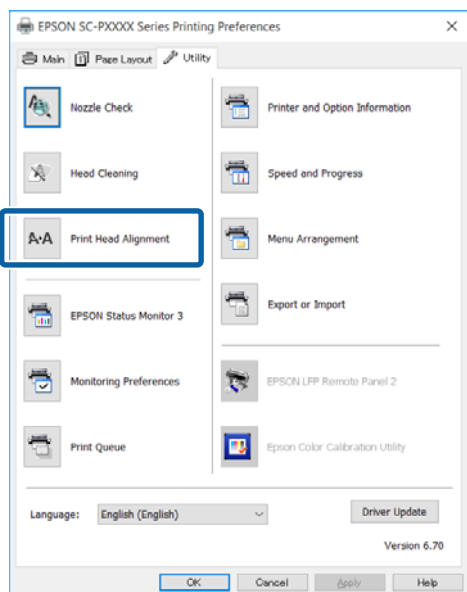 EPSON SC-PXXXX Series Printing Preferences
Main
Page Layout
Utility
Nozzle Check
Printer and Option Information
Head Cleaning
Speed and Progress
A·A
Print Head Alignment
Menu Arrangement
Export or Import
EPSON Status Monitor 3
Monitoring Preferences
EPSON LFP Remote Panel 2
Print Queue
Epson Color Calibration Utility
Language:
English (English)
Driver Update
Version 6.70
OK
Cancel
Apply
Help